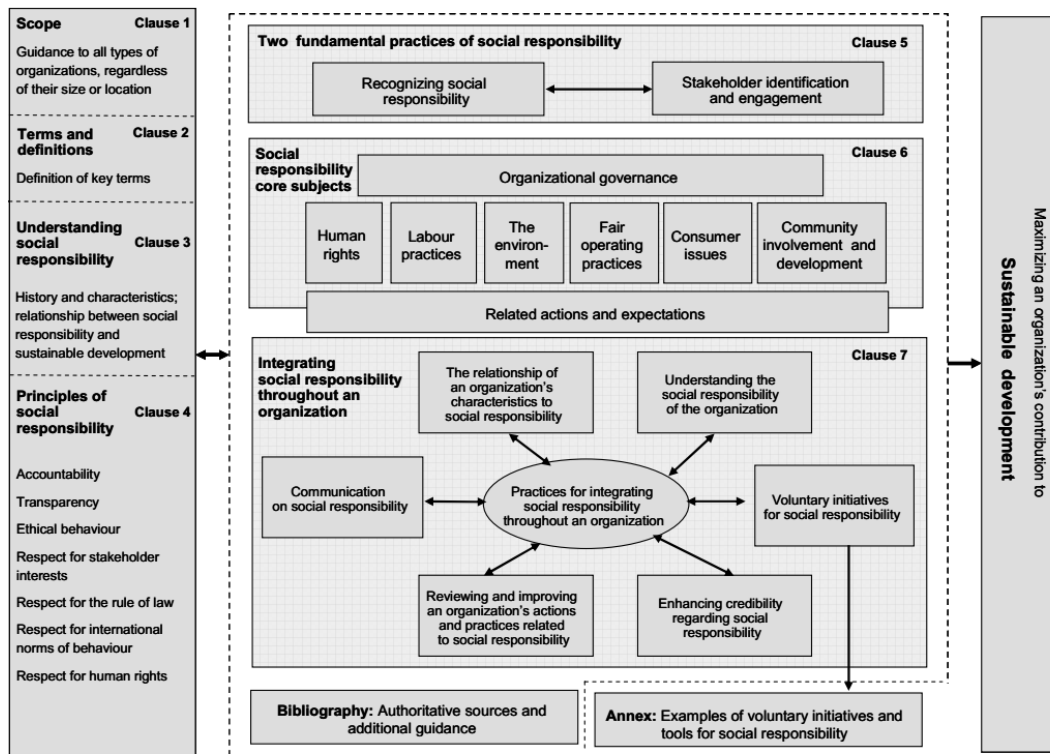 Scope
Clause 1
Guidance to all types of
organizations, regardless
of their size or location
Terms and
definitions
Clause 2
Definition of key terms
Understanding
social
responsibility
Clause 3
History and characteristics;
relationship between social
responsibility and
sustainable development
Principles of
social
responsibility
Clause 4
Accountability
Transparency
Ethical behaviour
Respect for stakeholder
interests
Respect for the rule of law
Respect for international
norms of behaviour
Respect for human rights
Two fundamental practices of social responsibility
Clause 5
Recognizing social
responsibility
Stakeholder identification
and engagement
Social
responsibility
core subjects
Clause 6
Organizational governance
Human
rights
Labour
practices
The
environ-
ment
Fair
operating
practices
Consumer
issues
Community
involvement and
development
Related actions and expectations
Integrating
social responsibility
throughout an
organization
Clause 7
The relationship of
an organization's
characteristics to
social responsibility
Understanding the
social responsibility
of the organization
Communication
on social responsibility
Practices for integrating
social responsibility
throughout an organization
Voluntary initiatives
for social responsibility
Reviewing and improving
an organization's actions
and practices related
to social responsibility
Enhancing credibility
regarding social
responsibility
Bibliography: Authoritative sources and
additional guidance
Annex: Examples of voluntary initiatives and
tools for social responsibility
Maximizing an organization's contribution to
Sustainable development